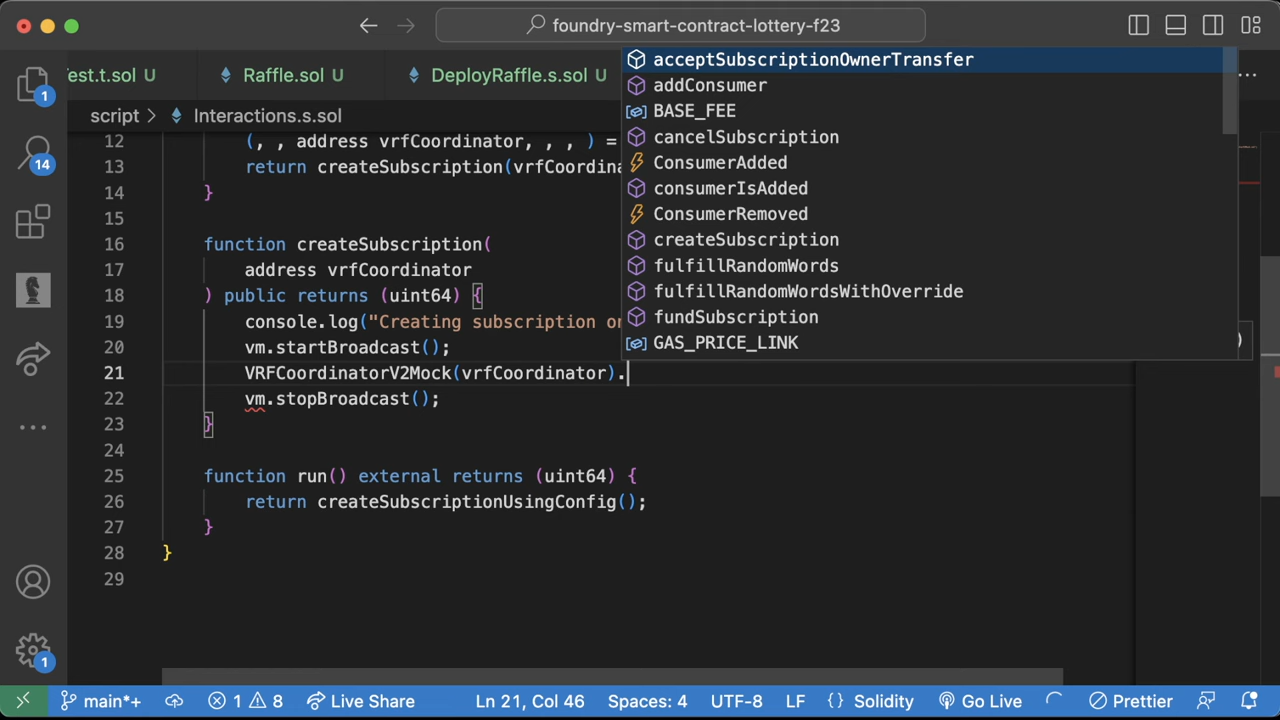 foundry-smart-contract-lottery-f23
Test.t.sol U
Raffle.sol U
DeployRaffle.s.sol U
script > Interactions.s.sol
1
14
12 (, , address vrfCoordinator, , , ) =
13 return createSubscription(vrfCoordina
14 }
15
16 function createSubscription(
17 address vrfCoordinator
18 ) public returns (uint64) {
19 console.log("Creating subscription on
20 vm.startBroadcast();
21 VRFCoordinatorV2Mock(vrfCoordinator).
22 vm.stopBroadcast();
23 }
24
25 function run() external returns (uint64) {
26 return createSubscriptionUsingConfig();
27 }
28 }
29
acceptSubscriptionOwnerTransfer
addConsumer
BASE_FEE
cancelSubscription
ConsumerAdded
consumerIsAdded
ConsumerRemoved
createSubscription
fulfillRandomWords
fulfillRandomWordsWithOverride
fundSubscription
GAS_PRICE_LINK
)
1
main*+ 1 8 Live Share Ln 21, Col 46 Spaces: 4 UTF-8 LF {} Solidity Go Live Prettier